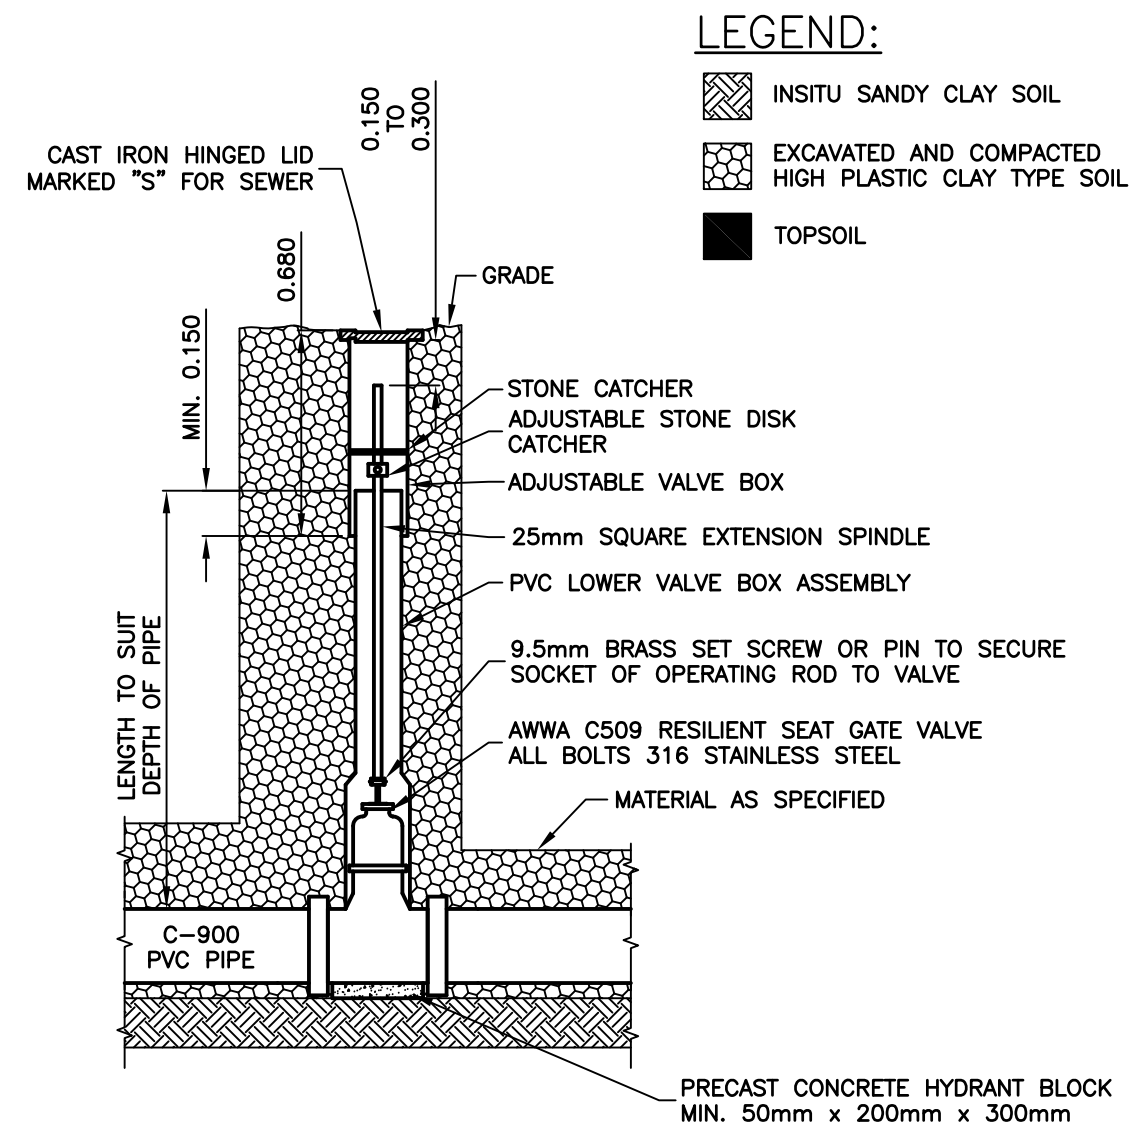 LEGEND:
INSITU SANDY CLAY SOIL
EXCAVATED AND COMPACTED
HIGH PLASTIC CLAY TYPE SOIL
TOPSOIL
0.150
TO
0.300
CAST IRON HINGED LID
MARKED "S" FOR SEWER
0.680
GRADE
MIN. 0.150
STONE CATCHER
ADJUSTABLE STONE DISK
CATCHER
ADJUSTABLE VALVE BOX
25mm SQUARE EXTENSION SPINDLE
PVC LOWER VALVE BOX ASSEMBLY
LENGTH TO SUIT
DEPTH OF PIPE
9.5mm BRASS SET SCREW OR PIN TO SECURE
SOCKET OF OPERATING ROD TO VALVE
AWWA C509 RESILIENT SEAT GATE VALVE
ALL BOLTS 316 STAINLESS STEEL
MATERIAL AS SPECIFIED
C-900
PVC PIPE
PRECAST CONCRETE HYDRANT BLOCK
MIN. 50mm x 200mm x 300mm